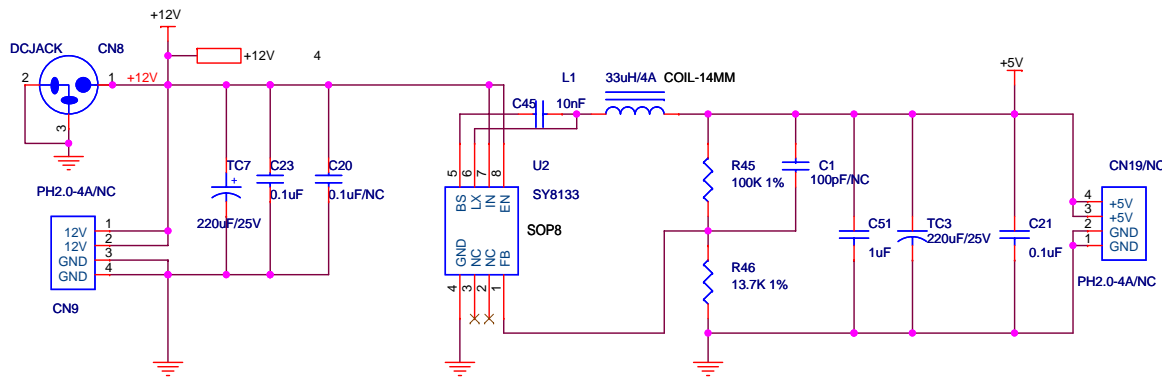 +12V
DCJACK
CN8
+12V
4
2
1
+12V
3
PH2.0-4A/NC
12V
12V
GND
GND
1
2
3
4
CN9
TC7
+
220uF/25V
C23
0.1uF
C20
0.1uF/NC
C45
10nF
L1
33uH/4A
COIL-14MM
U2
SY8133
SOP8
5
6
7
8
BS
LX
IN
EN
GND
NC
NC
FB
4
3
2
1
R45
100K 1%
C1
100pF/NC
R46
13.7K 1%
C51
1uF
TC3
220uF/25V
C21
0.1uF
+5V
CN19/NC
4
3
2
1
+5V
+5V
GND
GND
PH2.0-4A/NC